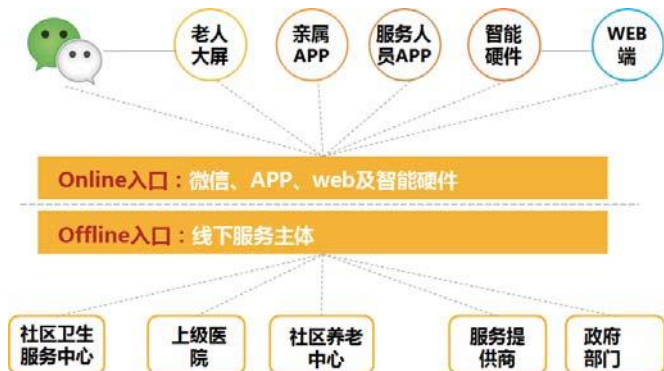 老人
大屏
亲属
APP
服务人
员APP
智能
硬件
WEB
端
Online入口：微信、APP、web及智能硬件
Offline入口：线下服务主体
社区卫生
服务中心
上级医
院
社区养老
中心
服务提
供商
政府
部门